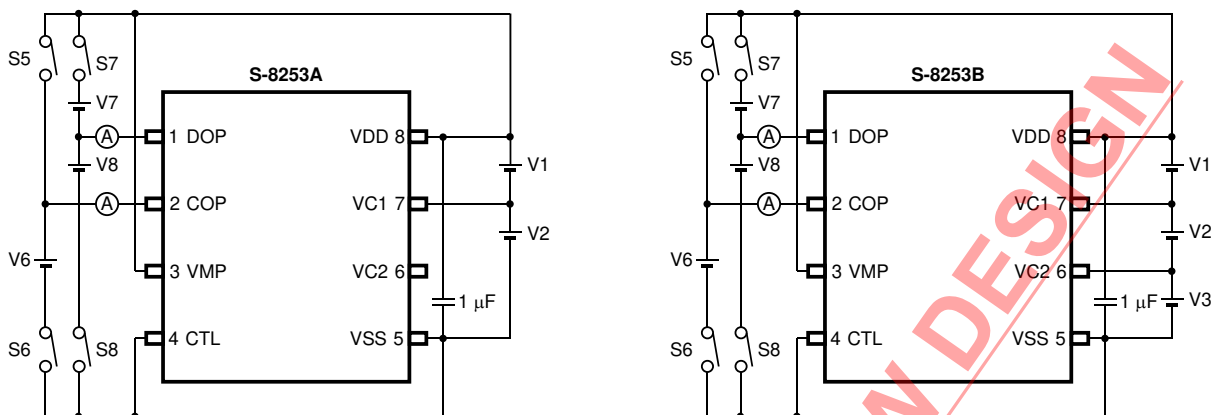 S-8253A
S5
S7
V7
A
1 DOP
VDD 8
V8
V1
A
2 COP
VC1 7
V2
V6
3 VMP
VC2 6
1 μF
S6
S8
4 CTL
VSS 5
S-8253B
S5
S7
V7
A
1 DOP
VDD 8
V8
V1
A
2 COP
VC1 7
V2
V6
3 VMP
VC2 6
1 μF
V3
S6
S8
4 CTL
VSS 5
W DESIGN